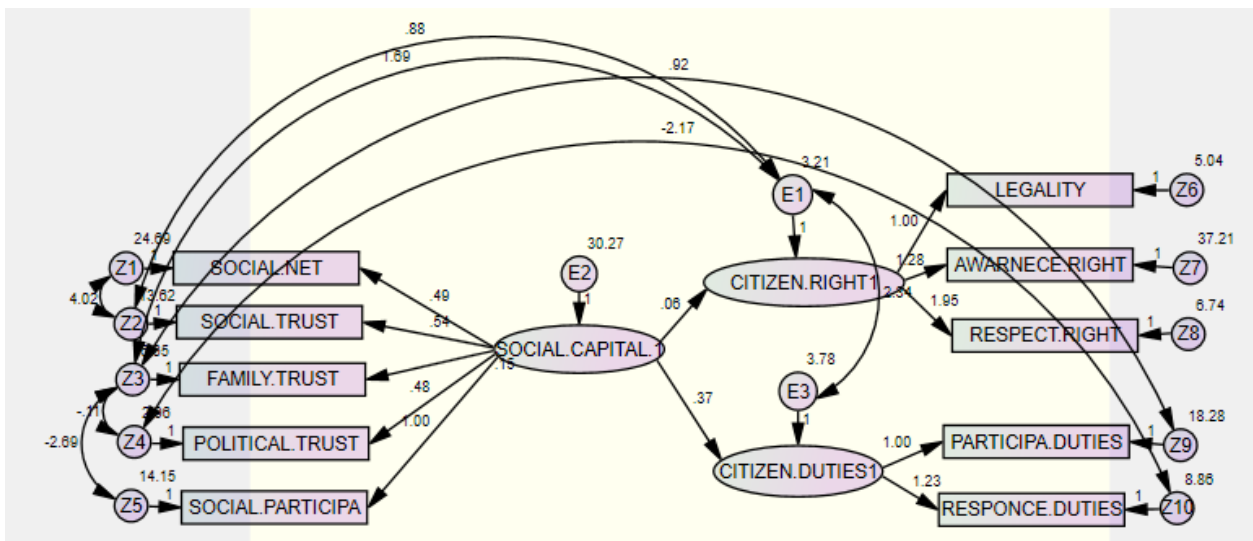 .88
1.69
.92
-2.17
3.21
5.04
E1
1
LEGALITY
1
Z6
1.00
24.69
30.27
37.21
Z1
1
SOCIAL.NET
E2
1
CITIZEN.RIGHT1
1.28
AWARNECE.RIGHT
1
Z7
4.02
13.62
.49
.06
2.34
1.95
6.74
Z2
1
SOCIAL.TRUST
.54
RESPECT.RIGHT
1
Z8
SOCIAL.CAPITAL.1
.15
3.78
Z3
1
FAMILY.TRUST
.48
E3
.37
-.11
1.00
1
18.28
-2.69
Z4
1
POLITICAL.TRUST
1.00
PARTICIPA.DUTIES
1
Z9
14.15
CITIZEN.DUTIES1
8.86
Z5
1
SOCIAL.PARTICIPA
1.23
RESPONCE.DUTIES
1
Z10